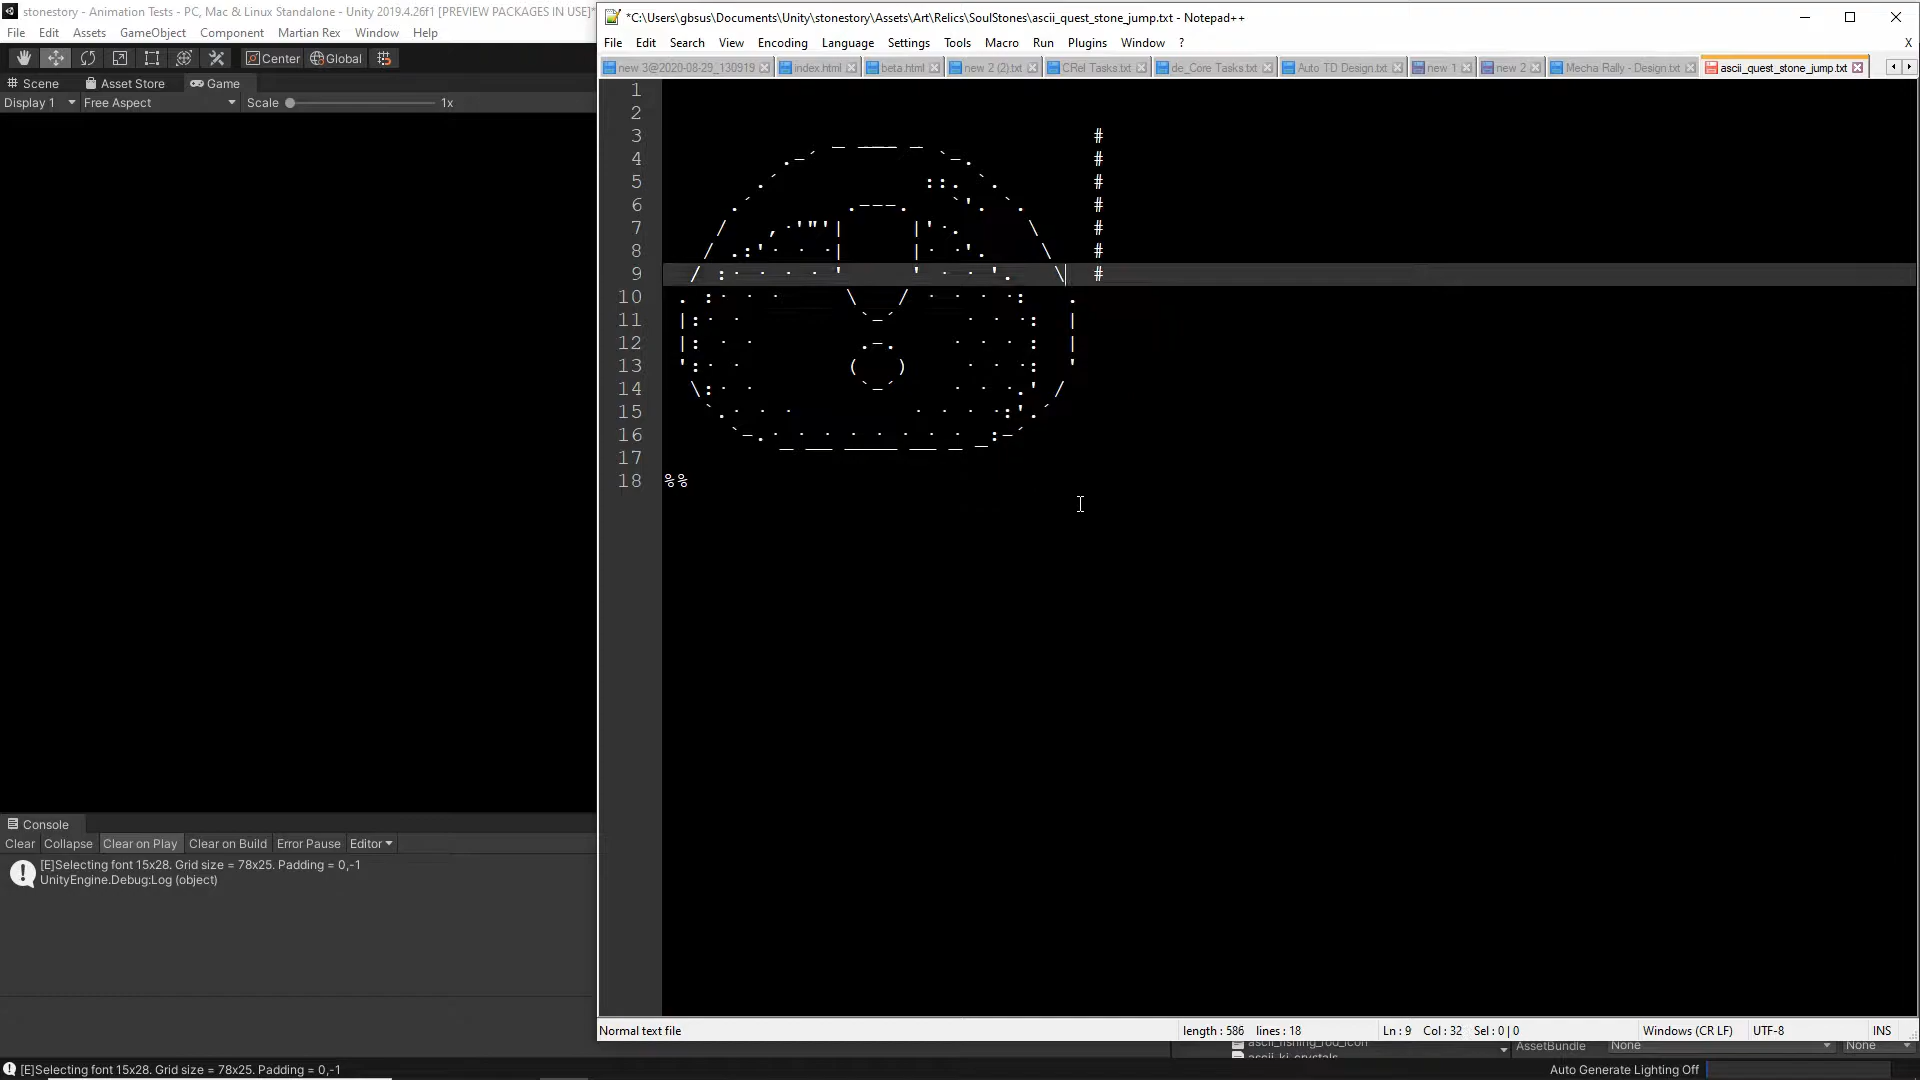 stonestory - Animation Tests - PC, Mac & Linux Standalone - Unity 2019.4.26f1 [PREVIEW PACKAGES IN USE]*
File Edit Assets GameObject Component Martian Rex Window Help
Center Global
Scene Asset Store Game
Display 1 Free Aspect Scale 1x
Console
Clear Collapse Clear on Play Clear on Build Error Pause Editor
[E]Selecting font 15x28. Grid size = 78x25. Padding = 0,-1
UnityEngine.Debug:Log (object)
[E]Selecting font 15x28. Grid size = 78x25. Padding = 0,-1
*C:\Users\gbsus\Documents\Unity\stonestory\Assets\Art\Relics\SoulStones\ascii_quest_stone_jump.txt - Notepad++
File Edit Search View Encoding Language Settings Tools Macro Run Plugins Window ? X
new 3@2020-08-29_130919 index.html beta.html new 2 (2).txt CRel Tasks.txt de_Core Tasks.txt Auto TD Design.txt new 1 new 2 Mecha Rally - Design.txt ascii_quest_stone_jump.txt
1
2
3              _ ___ _             #
4          .-´         `-.         #
5        .´            ::. `.      #
6      .´        .---.   `'. `.    #
7     /   ,·'"'|     |'·.     \    #
8    / .:'· · ·|     |· ·'.    \   #
9   / :· · · · '     ' · · '.   \  #
10  . :· · ·     \   / · · · ·:   .
11  |:· ·         `-´     · · ·:  |
12  |: · ·        .-.    · · · :  |
13  ':· ·        (   )    · · ·:  '
14   \:· ·        `-´    · · ·.' /
15    `.· · ·         · · · ·:'.´
16      `-.· · · · · · · · _:-´
17          _ __ ____ __ _
18 %%
Normal text file length : 586 lines : 18 Ln : 9 Col : 32 Sel : 0 | 0 Windows (CR LF) UTF-8 INS
ascii_fishing_rod_icon
ascii_ki_crystals
AssetBundle None None
Auto Generate Lighting Off